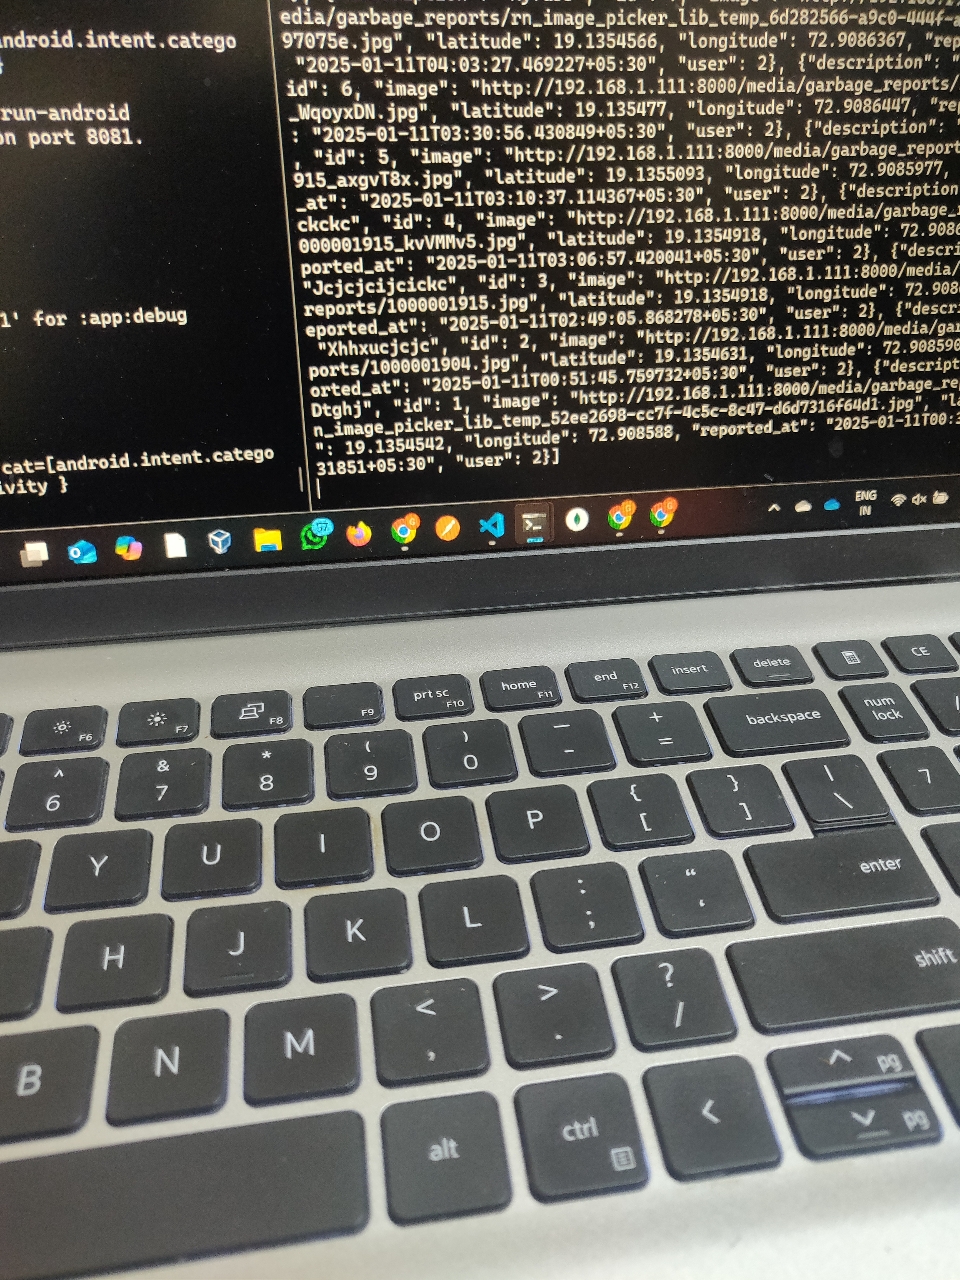 android.intent.catego
}
run-android
on port 8081.
1' for :app:debug
cat=[android.intent.catego
ivity }
edia/garbage_reports/rn_image_picker_lib_temp_6d282566-a9c0-444f-a
97075e.jpg", "latitude": 19.1354566, "longitude": 72.9086367, "rep
"2025-01-11T04:03:27.469227+05:30", "user": 2}, {"description": "
id": 6, "image": "http://192.168.1.111:8000/media/garbage_reports/
_WqoyxDN.jpg", "latitude": 19.135477, "longitude": 72.9086447, "re
: "2025-01-11T03:30:56.430849+05:30", "user": 2}, {"description":
, "id": 5, "image": "http://192.168.1.111:8000/media/garbage_report
915_axgvT8x.jpg", "latitude": 19.1355093, "longitude": 72.9085977,
_at": "2025-01-11T03:10:37.114367+05:30", "user": 2}, {"description
ckckc", "id": 4, "image": "http://192.168.1.111:8000/media/garbage_
000001915_kvVMMv5.jpg", "latitude": 19.1354918, "longitude": 72.908
ported_at": "2025-01-11T03:06:57.420041+05:30", "user": 2}, {"descri
"Jcjcjcijcickc", "id": 3, "image": "http://192.168.1.111:8000/media/
reports/1000001915.jpg", "latitude": 19.1354918, "longitude": 72.908
eported_at": "2025-01-11T02:49:05.868278+05:30", "user": 2}, {"descr
"Xhhxucjcjc", "id": 2, "image": "http://192.168.1.111:8000/media/gar
ports/1000001904.jpg", "latitude": 19.1354631, "longitude": 72.90859
orted_at": "2025-01-11T00:51:45.759732+05:30", "user": 2}, {"descript
Dtghj", "id": 1, "image": "http://192.168.1.111:8000/media/garbage_re
n_image_picker_lib_temp_52ee2698-cc7f-4c5c-8c47-d6d7316f64d1.jpg", "la
": 19.1354542, "longitude": 72.908588, "reported_at": "2025-01-11T00:
31851+05:30", "user": 2}]
ENG
IN
F6 F7 F8 F9 prt sc F10 home F11 end F12 insert delete CE
^ 6 & 7 * 8 ( 9 ) 0 — - + = backspace num lock /
Y U I O P { [ } ] | \ 7
H J K L : ; “ ‘ enter
B N M < , > . ? / shift
alt ctrl < ^ pg
pg